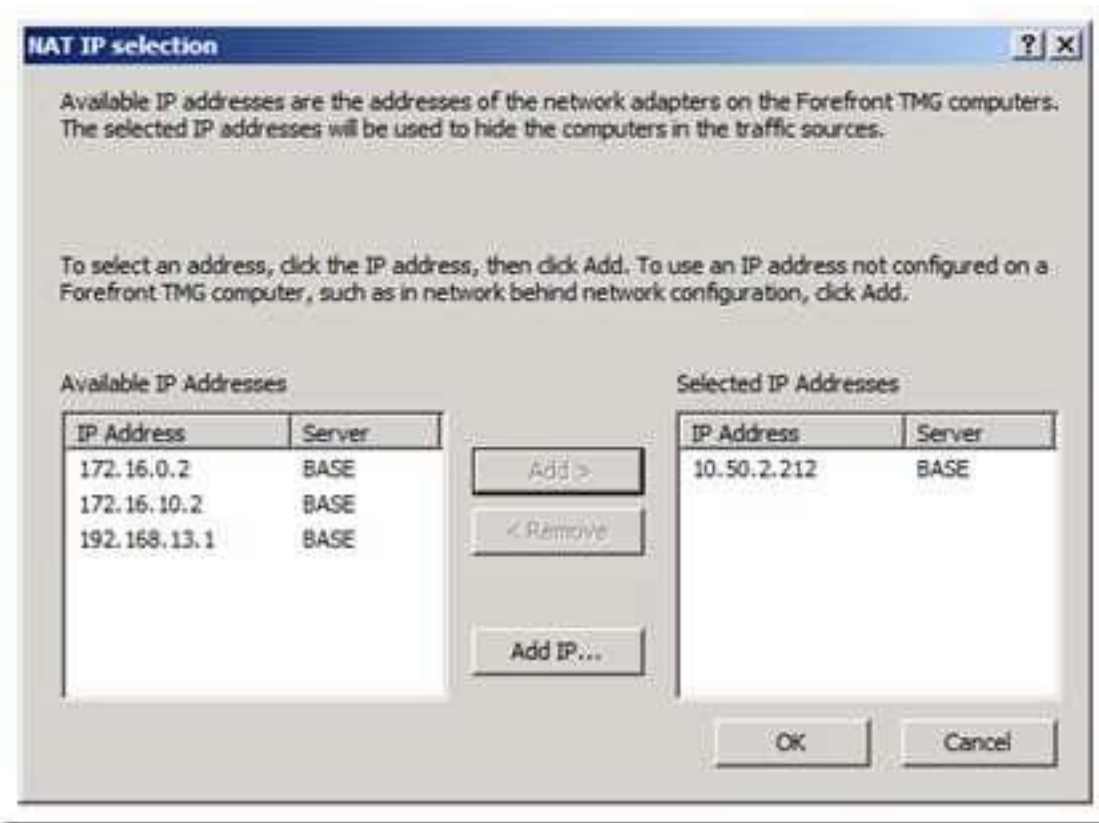 NAT IP selection
Available IP addresses are the addresses of the network adapters on the Forefront TMG computers.
The selected IP addresses will be used to hide the computers in the traffic sources.
To select an address, click the IP address, then click Add. To use an IP address not configured on a
Forefront TMG computer, such as in network behind network configuration, click Add.
Available IP Addresses
Selected IP Addresses
IP Address Server
172.16.0.2 BASE
172.16.10.2 BASE
192.168.13.1 BASE
Add >
< Remove
Add IP...
IP Address Server
10.50.2.212 BASE
OK
Cancel